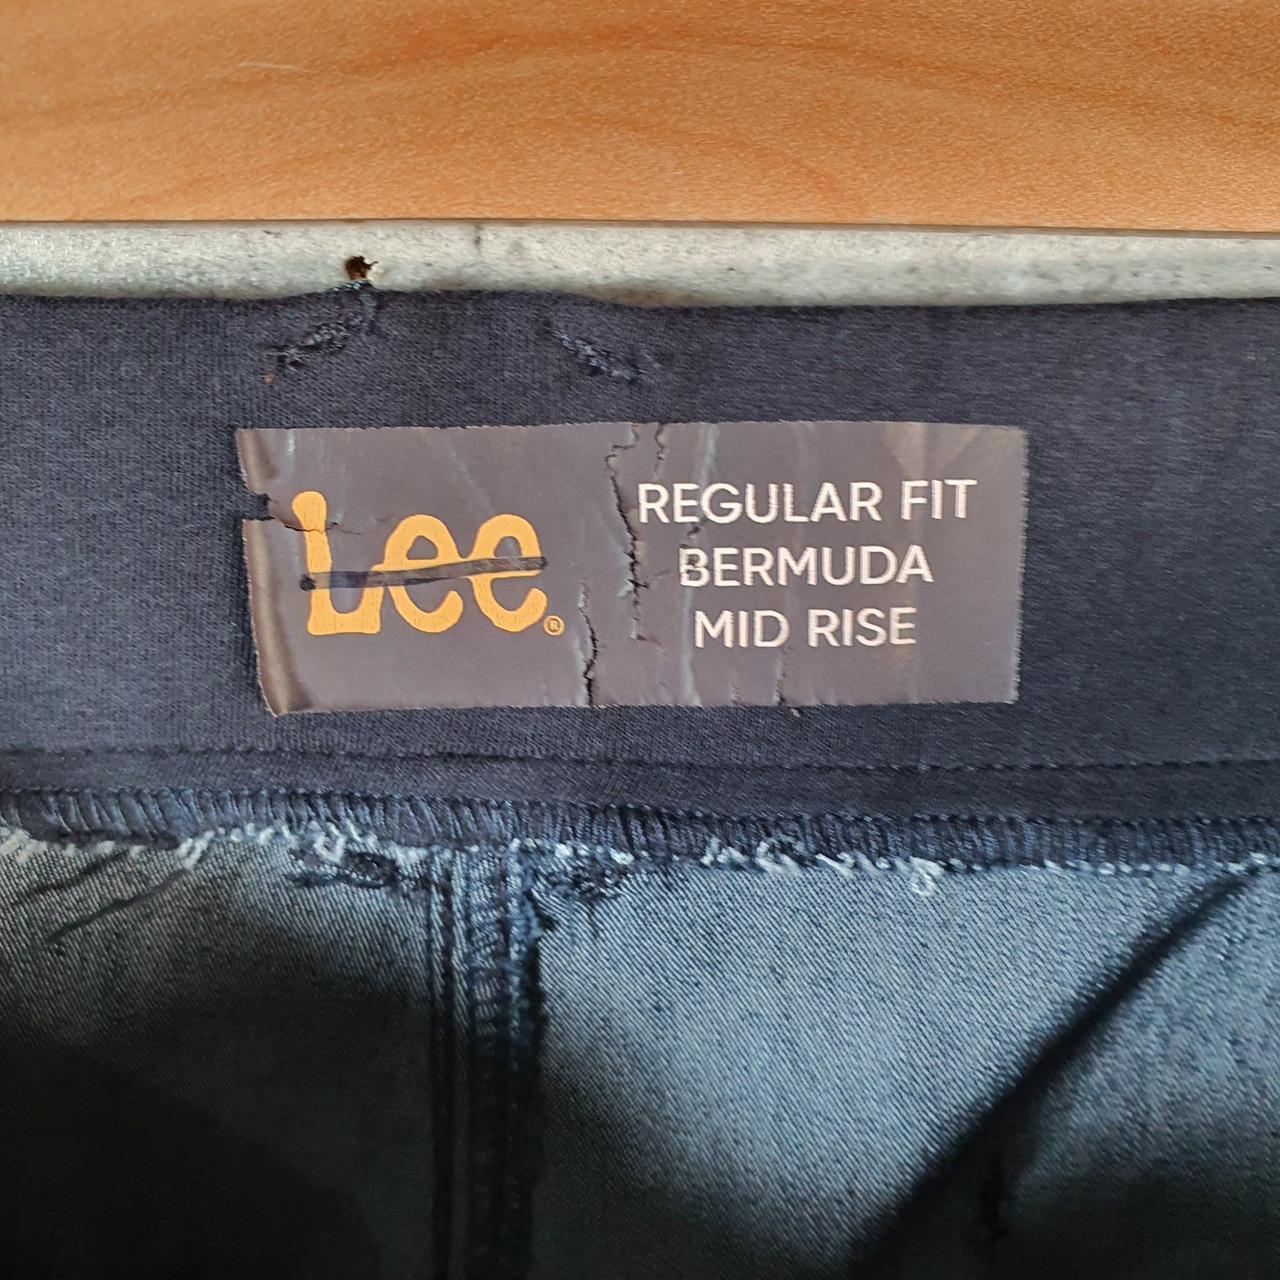 Lee®
REGULAR FIT
BERMUDA
MID RISE